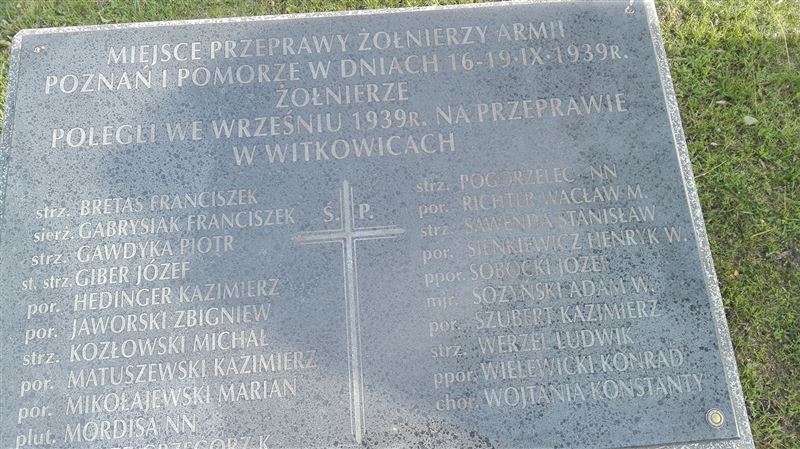 MIEJSCE PRZEPRAWY ŻOŁNIERZY ARMII
POZNAŃ I POMORZE W DNIACH 16-19·IX·1939R.
ŻOŁNIERZE
POLEGLI WE WRZEŚNIU 1939R. NA PRZEPRAWIE
W WITKOWICACH
Ś. P.
strz. BRETAS FRANCISZEK
sierż. GABRYSIAK FRANCISZEK
strz. GAWDYKA PIOTR
st. strz. GIBER JÓZEF
por. HEDINGER KAZIMIERZ
por. JAWORSKI ZBIGNIEW
strz. KOZŁOWSKI MICHAŁ
por. MATUSZEWSKI KAZIMIERZ
por. MIKOŁAJEWSKI MARIAN
plut. MORDISA NN
GRZEGORZ K.
strz. POGORZELEC NN
por. RICHTER WACŁAW M.
strz. SAWENDA STANISŁAW
por. SIENKIEWICZ HENRYK W.
ppor. SOBOCKI JÓZEF
mjr. SOZYŃSKI ADAM W.
por. SZUBERT KAZIMIERZ
strz. WERZEL LUDWIK
ppor. WIELEWICKI KONRAD
chor. WOJTANIA KONSTANTY